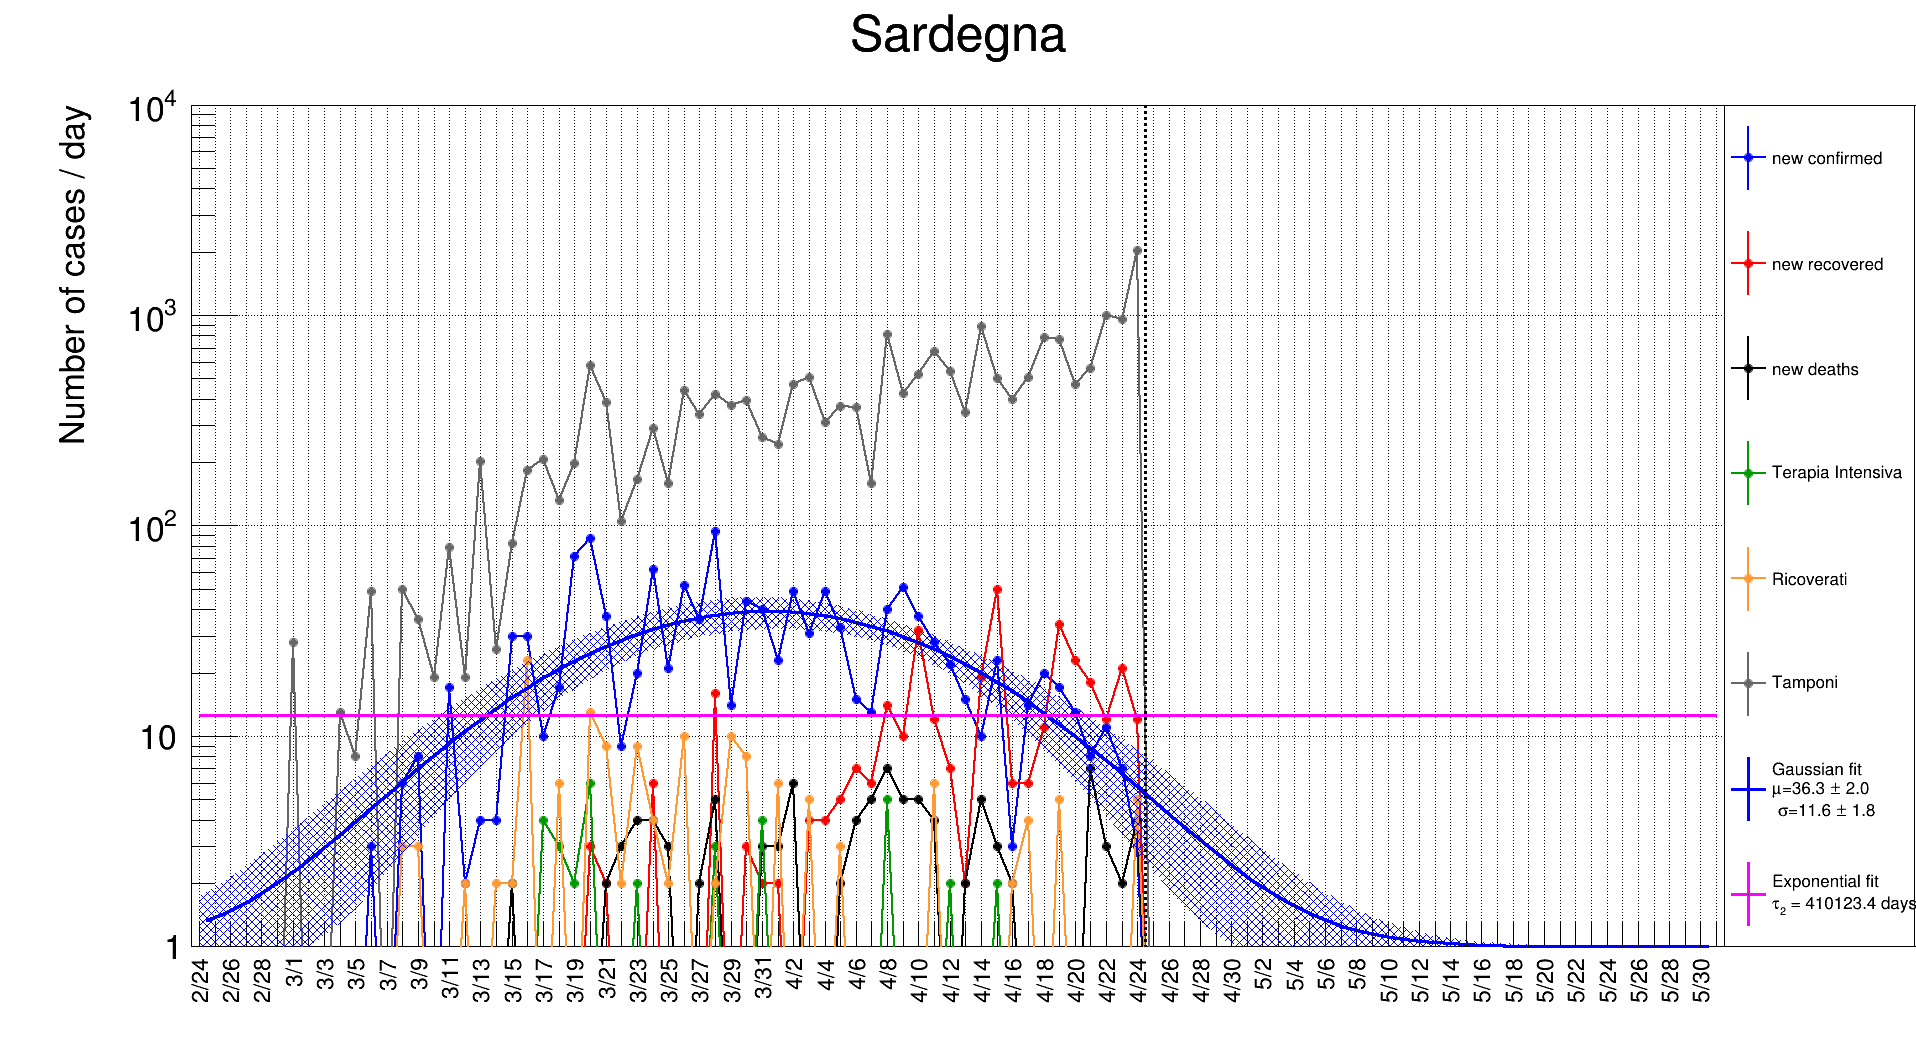 Sardegna
Number of cases / day
10^4
10^3
10^2
10
1
2/24 2/26 2/28 3/1 3/3 3/5 3/7 3/9 3/11 3/13 3/15 3/17 3/19 3/21 3/23 3/25 3/27 3/29 3/31 4/2 4/4 4/6 4/8 4/10 4/12 4/14 4/16 4/18 4/20 4/22 4/24 4/26 4/28 4/30 5/2 5/4 5/6 5/8 5/10 5/12 5/14 5/16 5/18 5/20 5/22 5/24 5/26 5/28 5/30
new confirmed
new recovered
new deaths
Terapia Intensiva
Ricoverati
Tamponi
Gaussian fit
μ=36.3 ± 2.0
σ=11.6 ± 1.8
Exponential fit
τ₂ = 410123.4 days